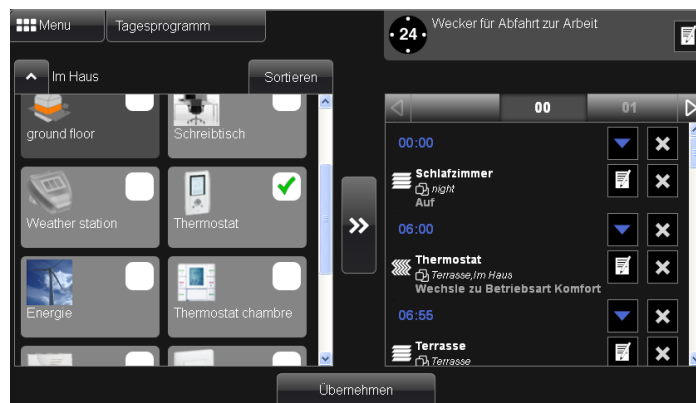 Menu
Tagesprogramm
24
Wecker für Abfahrt zur Arbeit
Im Haus
Sortieren
ground floor
Schreibtisch
Weather station
Thermostat
Energie
Thermostat chambre
00
01
00:00
Schlafzimmer
night
Auf
06:00
Thermostat
Terrasse,Im Haus
Wechsle zu Betriebsart Komfort
06:55
Terrasse
Terrasse
Übernehmen